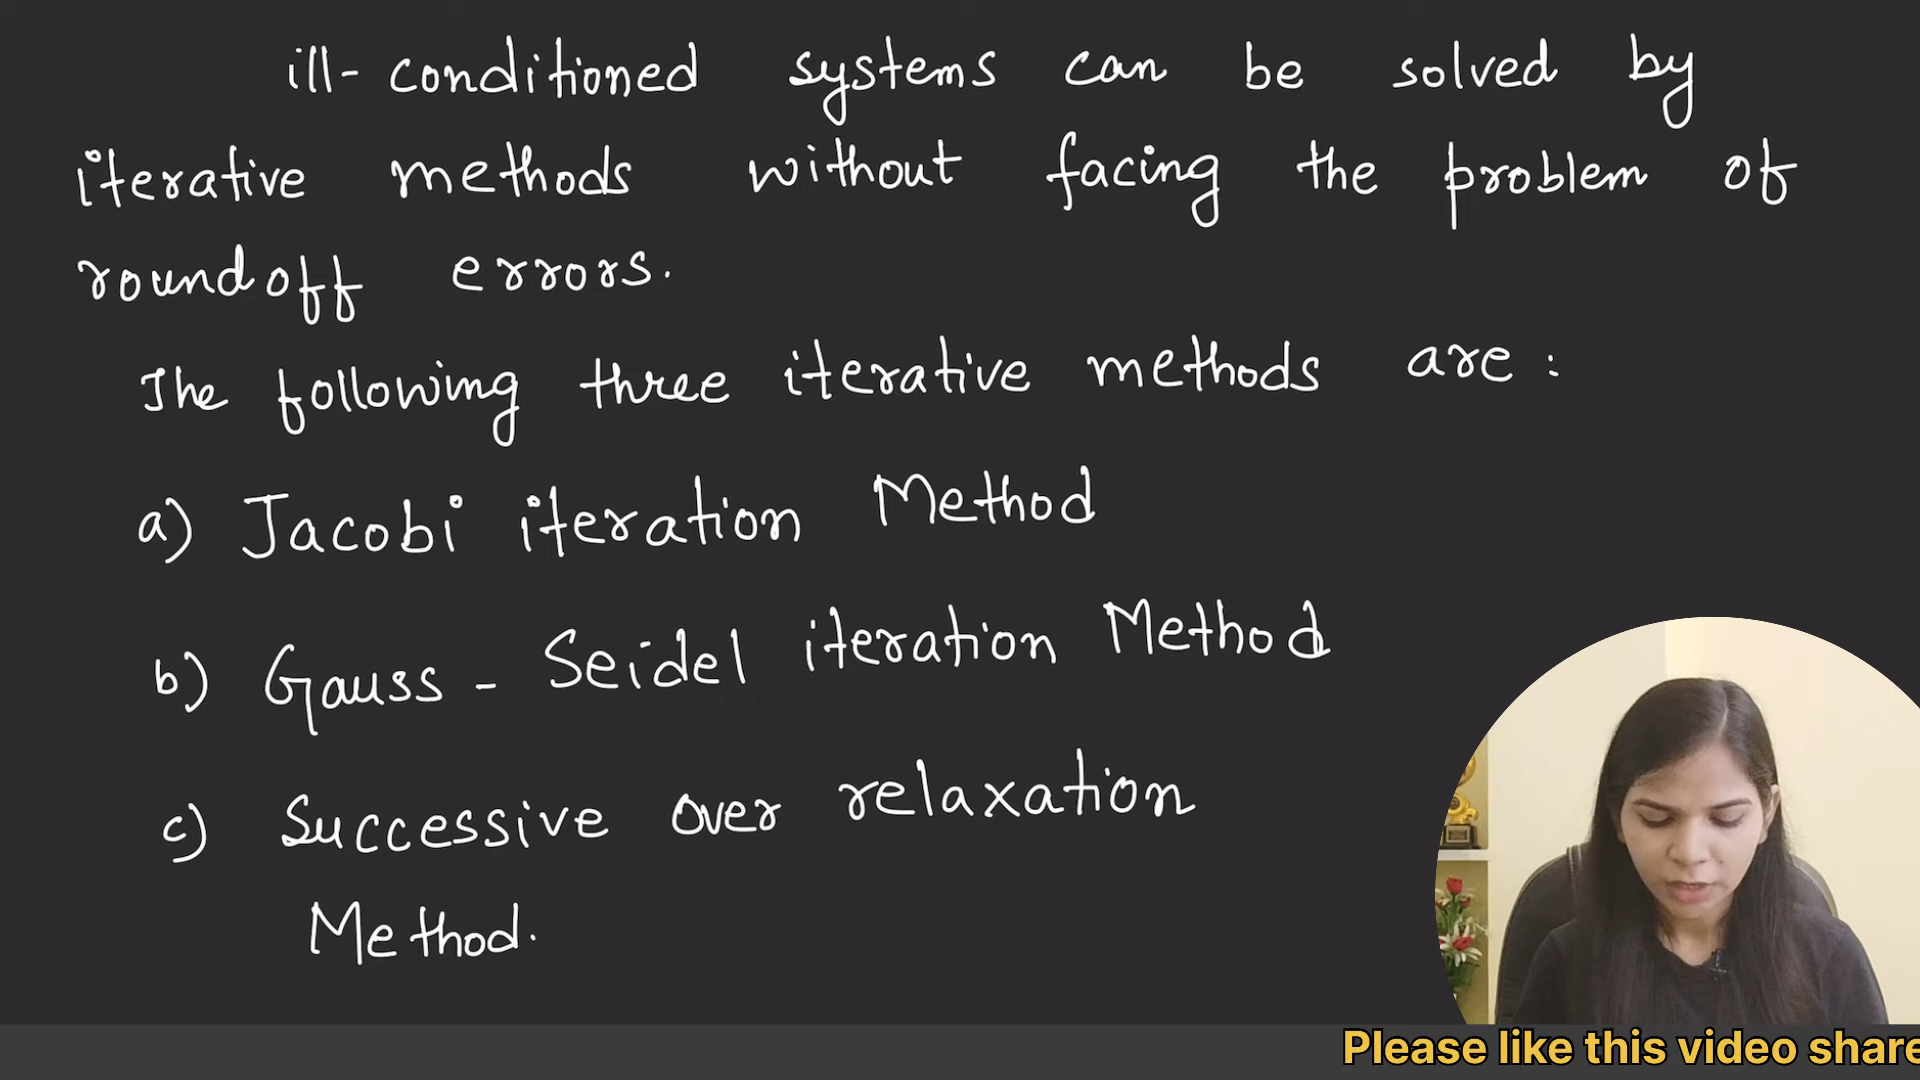 ill-conditioned systems can be solved by
iterative methods without facing the problem of
roundoff errors.
The following three iterative methods are :
a) Jacobi iteration Method
b) Gauss - Seidel iteration Method
c) Successive over relaxation
Method.
Please like this video share